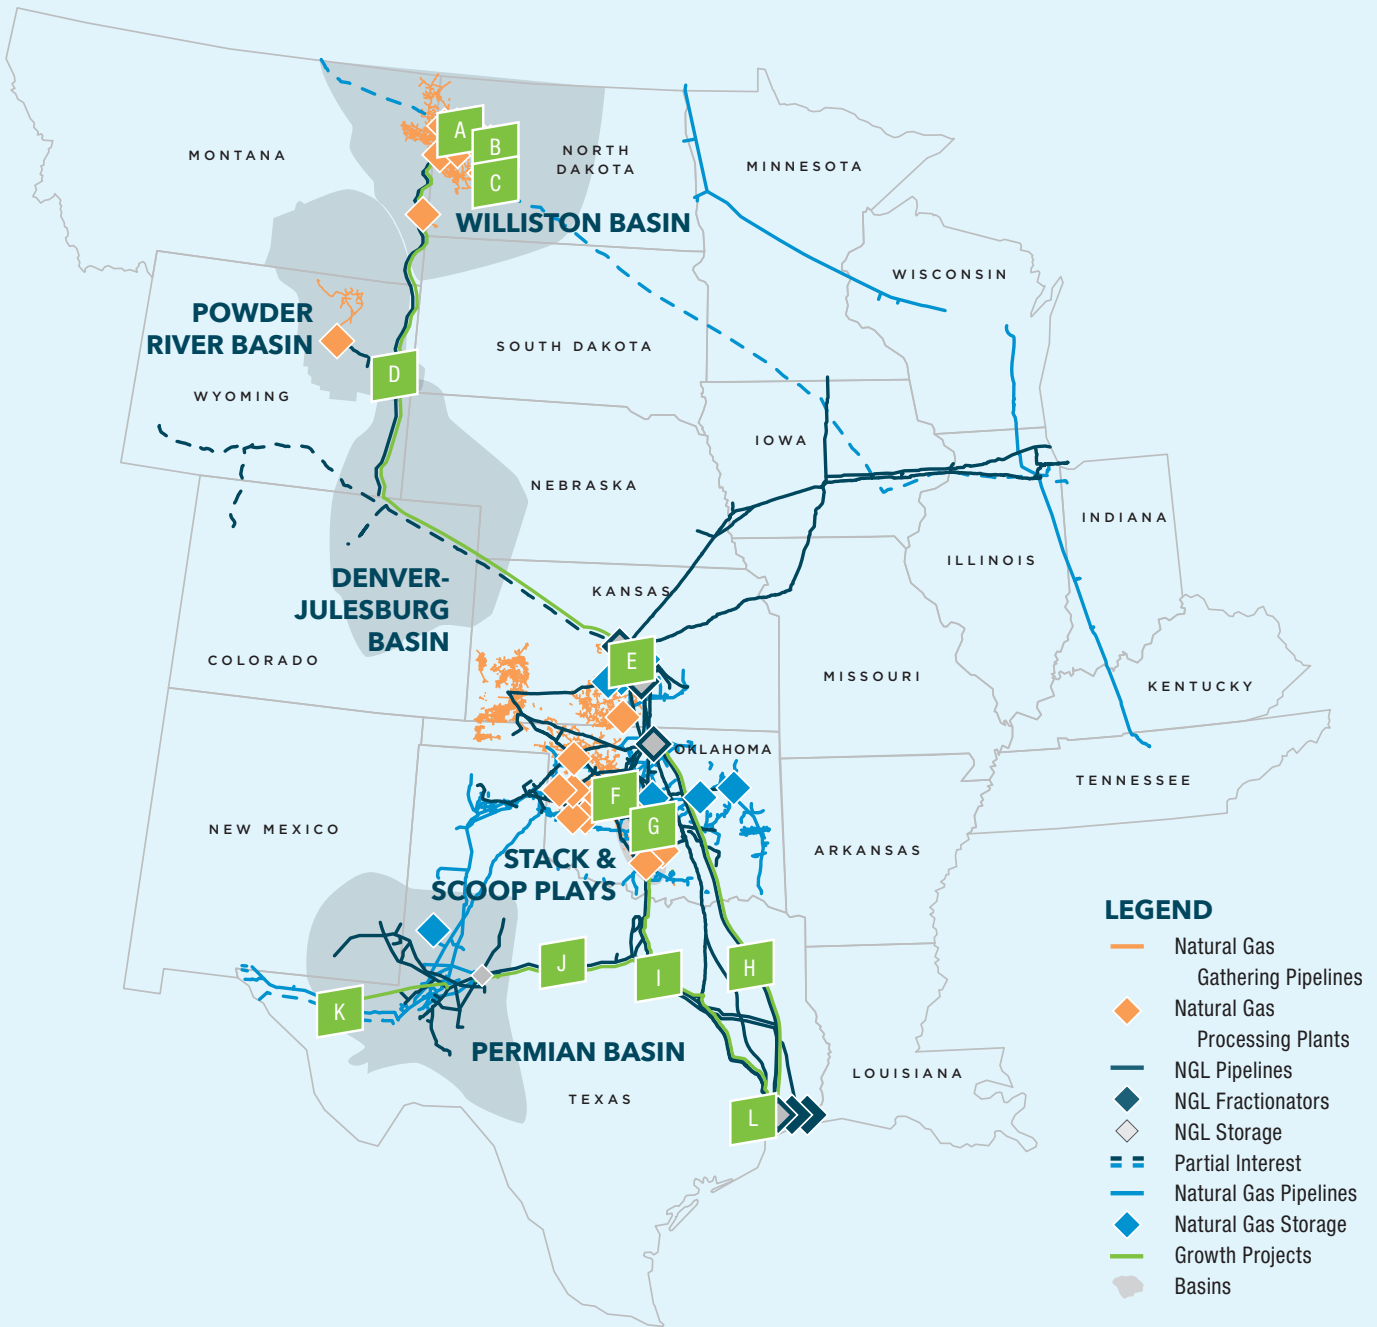 A
B
C
MONTANA
NORTH
DAKOTA
MINNESOTA
WILLISTON BASIN
WISCONSIN
POWDER
RIVER BASIN
SOUTH DAKOTA
D
WYOMING
IOWA
NEBRASKA
INDIANA
ILLINOIS
DENVER-
JULESBURG
BASIN
KANSAS
COLORADO
E
MISSOURI
KENTUCKY
OKLAHOMA
TENNESSEE
F
G
NEW MEXICO
ARKANSAS
STACK &
SCOOP PLAYS
J
I
H
K
PERMIAN BASIN
TEXAS
LOUISIANA
L
LEGEND
Natural Gas
Gathering Pipelines
Natural Gas
Processing Plants
NGL Pipelines
NGL Fractionators
NGL Storage
Partial Interest
Natural Gas Pipelines
Natural Gas Storage
Growth Projects
Basins